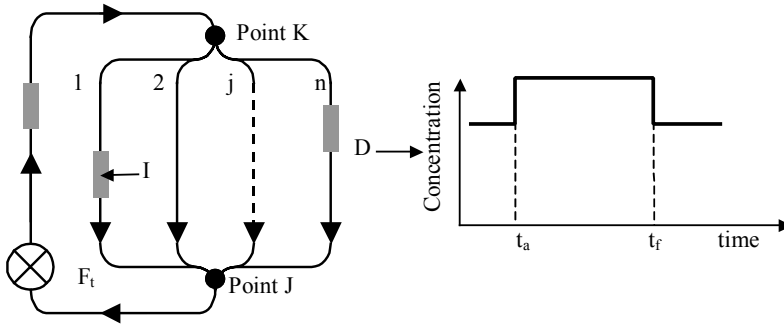 Point K
1
2
j
n
I
D
F_t
Point J
Concentration
t_a
t_f
time